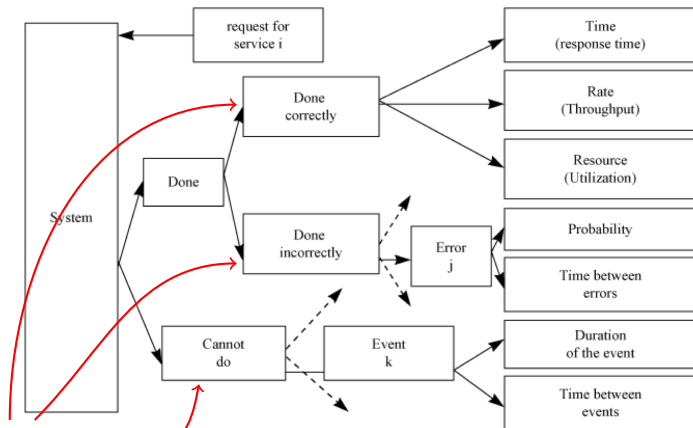 request for
service i
System
Done
Done
correctly
Time
(response time)
Rate
(Throughput)
Resource
(Utilization)
Done
incorrectly
Error
j
Probability
Time between
errors
Cannot
do
Event
k
Duration
of the event
Time between
events